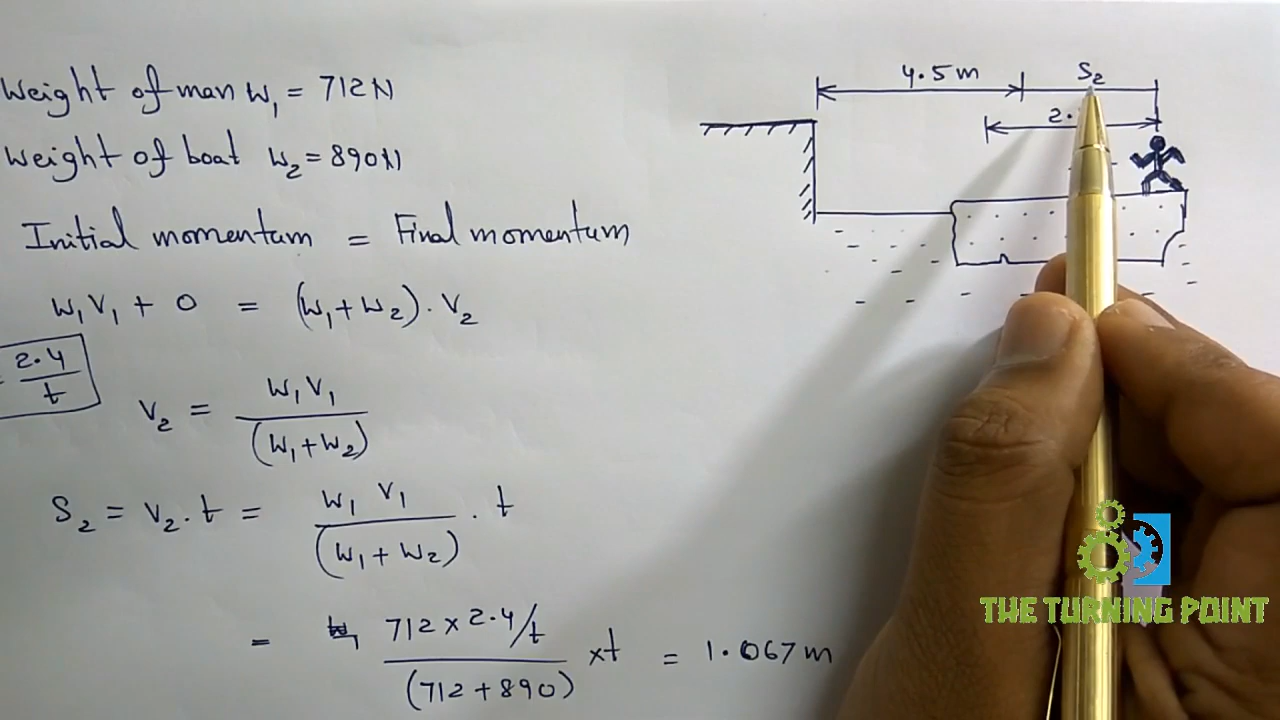 Weight of man W₁ = 712N
Weight of boat W₂ = 890N
Initial momentum = Final momentum
W₁V₁ + 0 = (W₁+W₂).V₂
2.4/t
V₂ = W₁V₁/(W₁+W₂)
S₂ = V₂.t = W₁ V₁/(W₁+W₂) . t
= 712 x 2.4/t/(712 + 890) xt = 1.067m
4.5m
S₂
2.
THE TURNING POINT